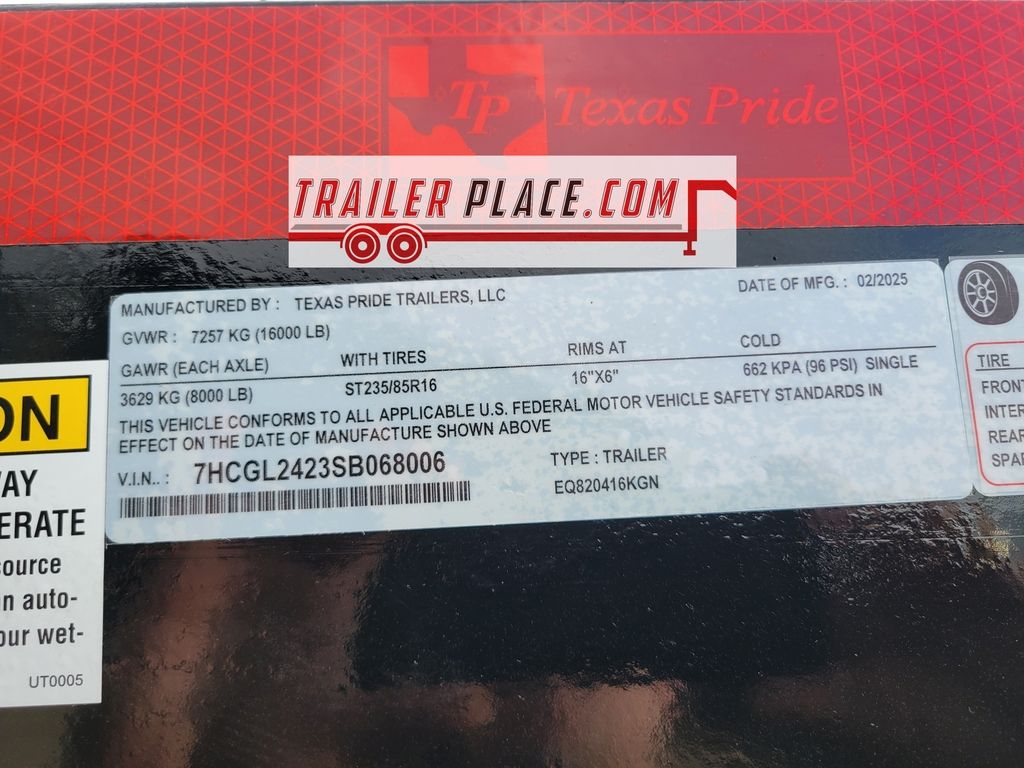 TP Texas Pride
TRAILER PLACE.COM
MANUFACTURED BY : TEXAS PRIDE TRAILERS, LLC DATE OF MFG. : 02/2025
GVWR : 7257 KG (16000 LB)
GAWR (EACH AXLE) WITH TIRES RIMS AT COLD
3629 KG (8000 LB) ST235/85R16 16"X6" 662 KPA (96 PSI) SINGLE
THIS VEHICLE CONFORMS TO ALL APPLICABLE U.S. FEDERAL MOTOR VEHICLE SAFETY STANDARDS IN
EFFECT ON THE DATE OF MANUFACTURE SHOWN ABOVE
V.I.N.. : 7HCGL2423SB068006 TYPE : TRAILER
EQ820416KGN
TIRE
FRONT
INTER
REAR
SPAR
ON
AY
ERATE
ource
n auto-
our wet-
UT0005